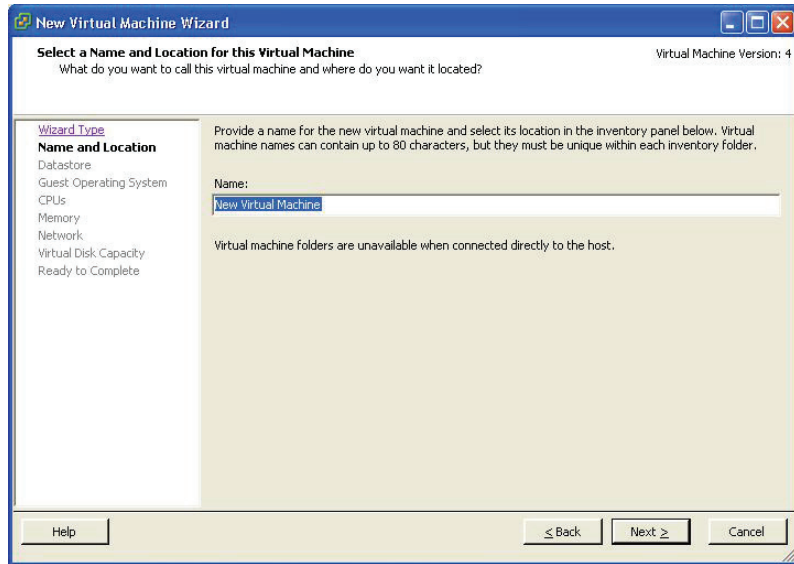 New Virtual Machine Wizard
Select a Name and Location for this Virtual Machine
What do you want to call this virtual machine and where do you want it located?
Virtual Machine Version: 4
Wizard Type
Name and Location
Datastore
Guest Operating System
CPUs
Memory
Network
Virtual Disk Capacity
Ready to Complete
Provide a name for the new virtual machine and select its location in the inventory panel below. Virtual
machine names can contain up to 80 characters, but they must be unique within each inventory folder.
Name:
New Virtual Machine
Virtual machine folders are unavailable when connected directly to the host.
Help
< Back
Next >
Cancel